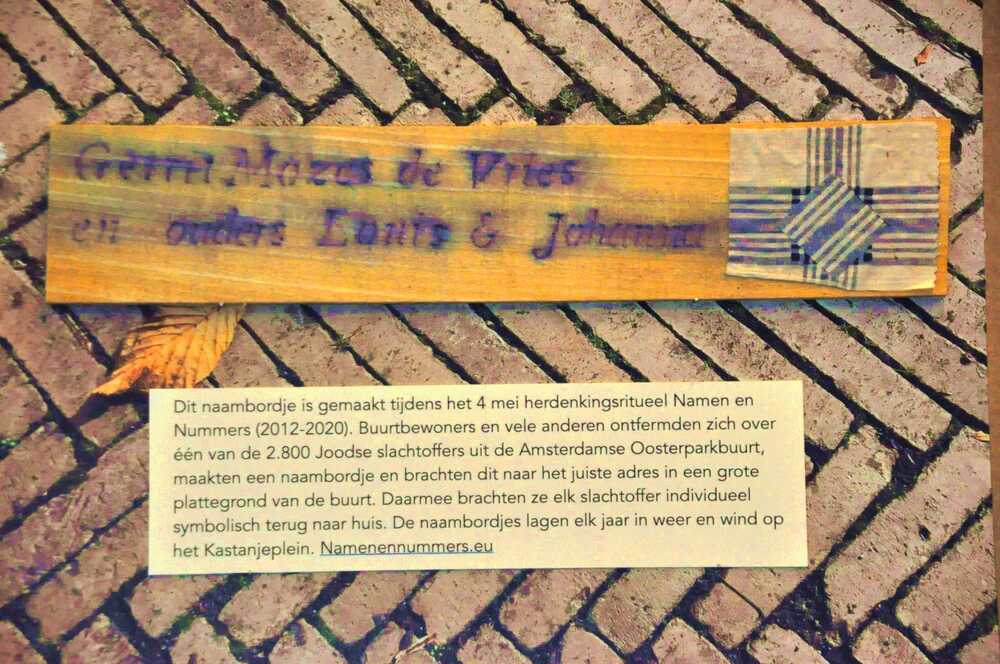 Gerrit Mozes de Vries
en ouders Louis & Johanna
Dit naambordje is gemaakt tijdens het 4 mei herdenkingsritueel Namen en
Nummers (2012-2020). Buurtbewoners en vele anderen ontfermden zich over
één van de 2.800 Joodse slachtoffers uit de Amsterdamse Oosterparkbuurt,
maakten een naambordje en brachten dit naar het juiste adres in een grote
plattegrond van de buurt. Daarmee brachten ze elk slachtoffer individueel
symbolisch terug naar huis. De naambordjes lagen elk jaar in weer en wind op
het Kastanjeplein. Namenennummers.eu